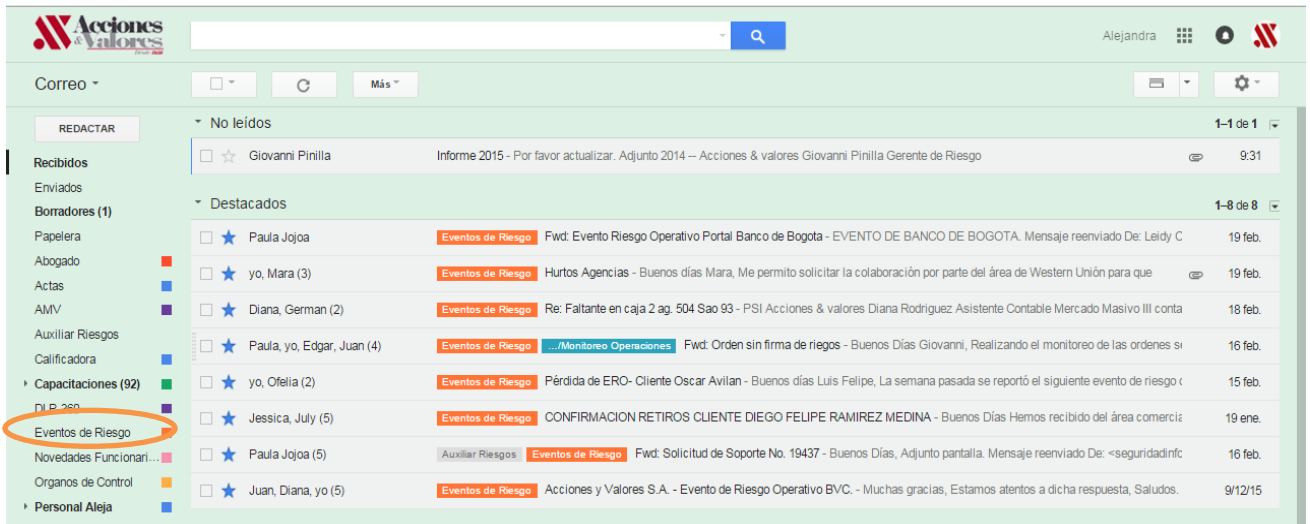 Acciones
& Valores
Desde 1959
Alejandra
Correo
Más
REDACTAR
Recibidos
Enviados
Borradores (1)
Papelera
Abogado
Actas
AMV
Auxiliar Riesgos
Calificadora
Capacitaciones (92)
Eventos de Riesgo
Novedades Funcionari...
Organos de Control
Personal Aleja
No leídos 1–1 de 1
Giovanni Pinilla Informe 2015 - Por favor actualizar. Adjunto 2014 -- Acciones & valores Giovanni Pinilla Gerente de Riesgo 9:31
Destacados 1–8 de 8
Paula Jojoa Eventos de Riesgo Fwd: Evento Riesgo Operativo Portal Banco de Bogota - EVENTO DE BANCO DE BOGOTA. Mensaje reenviado De: Leidy C 19 feb.
yo, Mara (3) Eventos de Riesgo Hurtos Agencias - Buenos días Mara, Me permito solicitar la colaboración por parte del área de Western Unión para que 19 feb.
Diana, German (2) Eventos de Riesgo Re: Faltante en caja 2 ag. 504 Sao 93 - PSI Acciones & valores Diana Rodriguez Asistente Contable Mercado Masivo III conta 18 feb.
Paula, yo, Edgar, Juan (4) Eventos de Riesgo .../Monitoreo Operaciones Fwd: Orden sin firma de riegos - Buenos Días Giovanni, Realizando el monitoreo de las ordenes se 16 feb.
yo, Ofelia (2) Eventos de Riesgo Pérdida de ERO- Cliente Oscar Avilan - Buenos días Luis Felipe, La semana pasada se reportó el siguiente evento de riesgo 15 feb.
Jessica, July (5) Eventos de Riesgo CONFIRMACION RETIROS CLIENTE DIEGO FELIPE RAMIREZ MEDINA - Buenos Días Hemos recibido del área comercia 19 ene.
Paula Jojoa (5) Auxiliar Riesgos Eventos de Riesgo Fwd: Solicitud de Soporte No. 19437 - Buenos Días, Adjunto pantalla. Mensaje reenviado De: <seguridadinfc 16 feb.
Juan, Diana, yo (5) Eventos de Riesgo Acciones y Valores S.A. - Evento de Riesgo Operativo BVC. - Muchas gracias, Estamos atentos a dicha respuesta, Saludos. 9/12/15